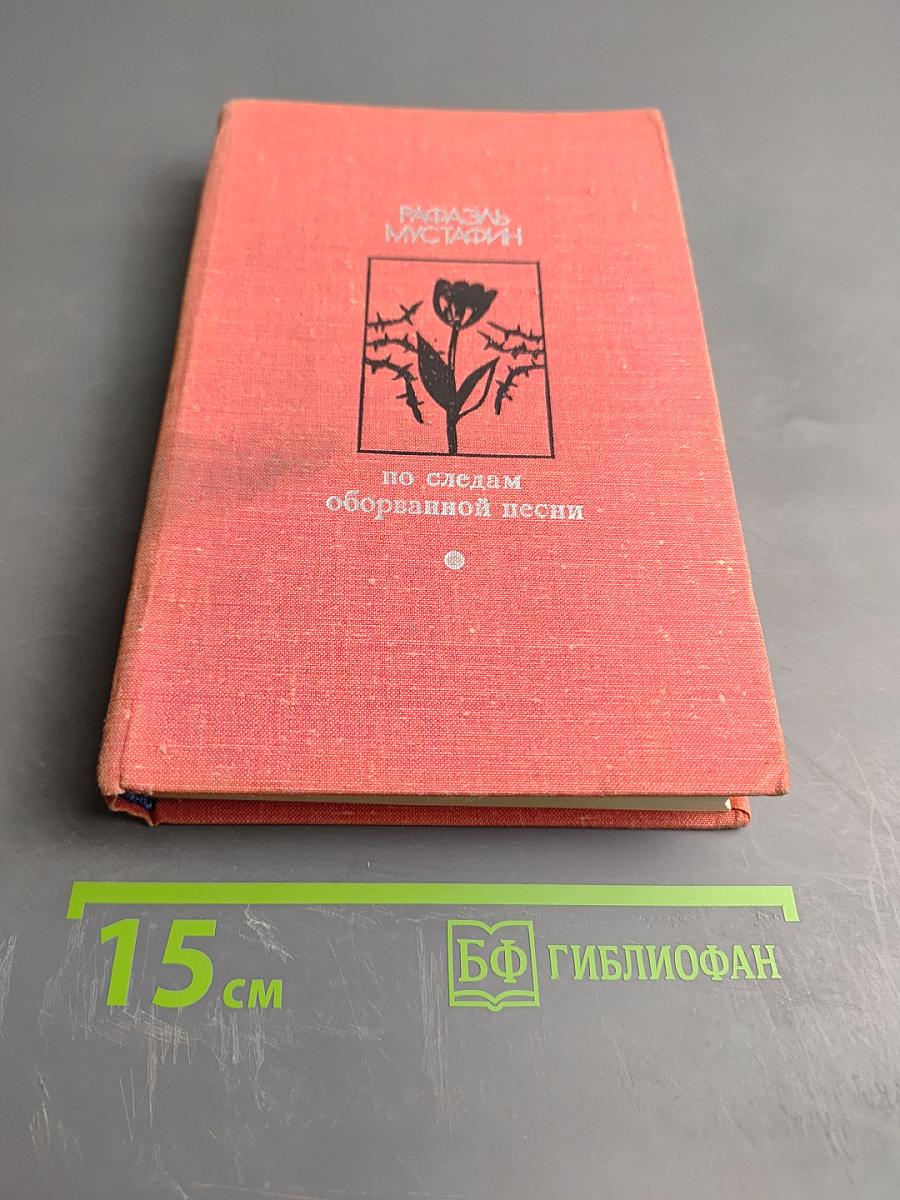 РАФАЭЛЬ
МУСТАФИН
по следам
оборванной песни
15 см
БФ ГИБЛИОФАН